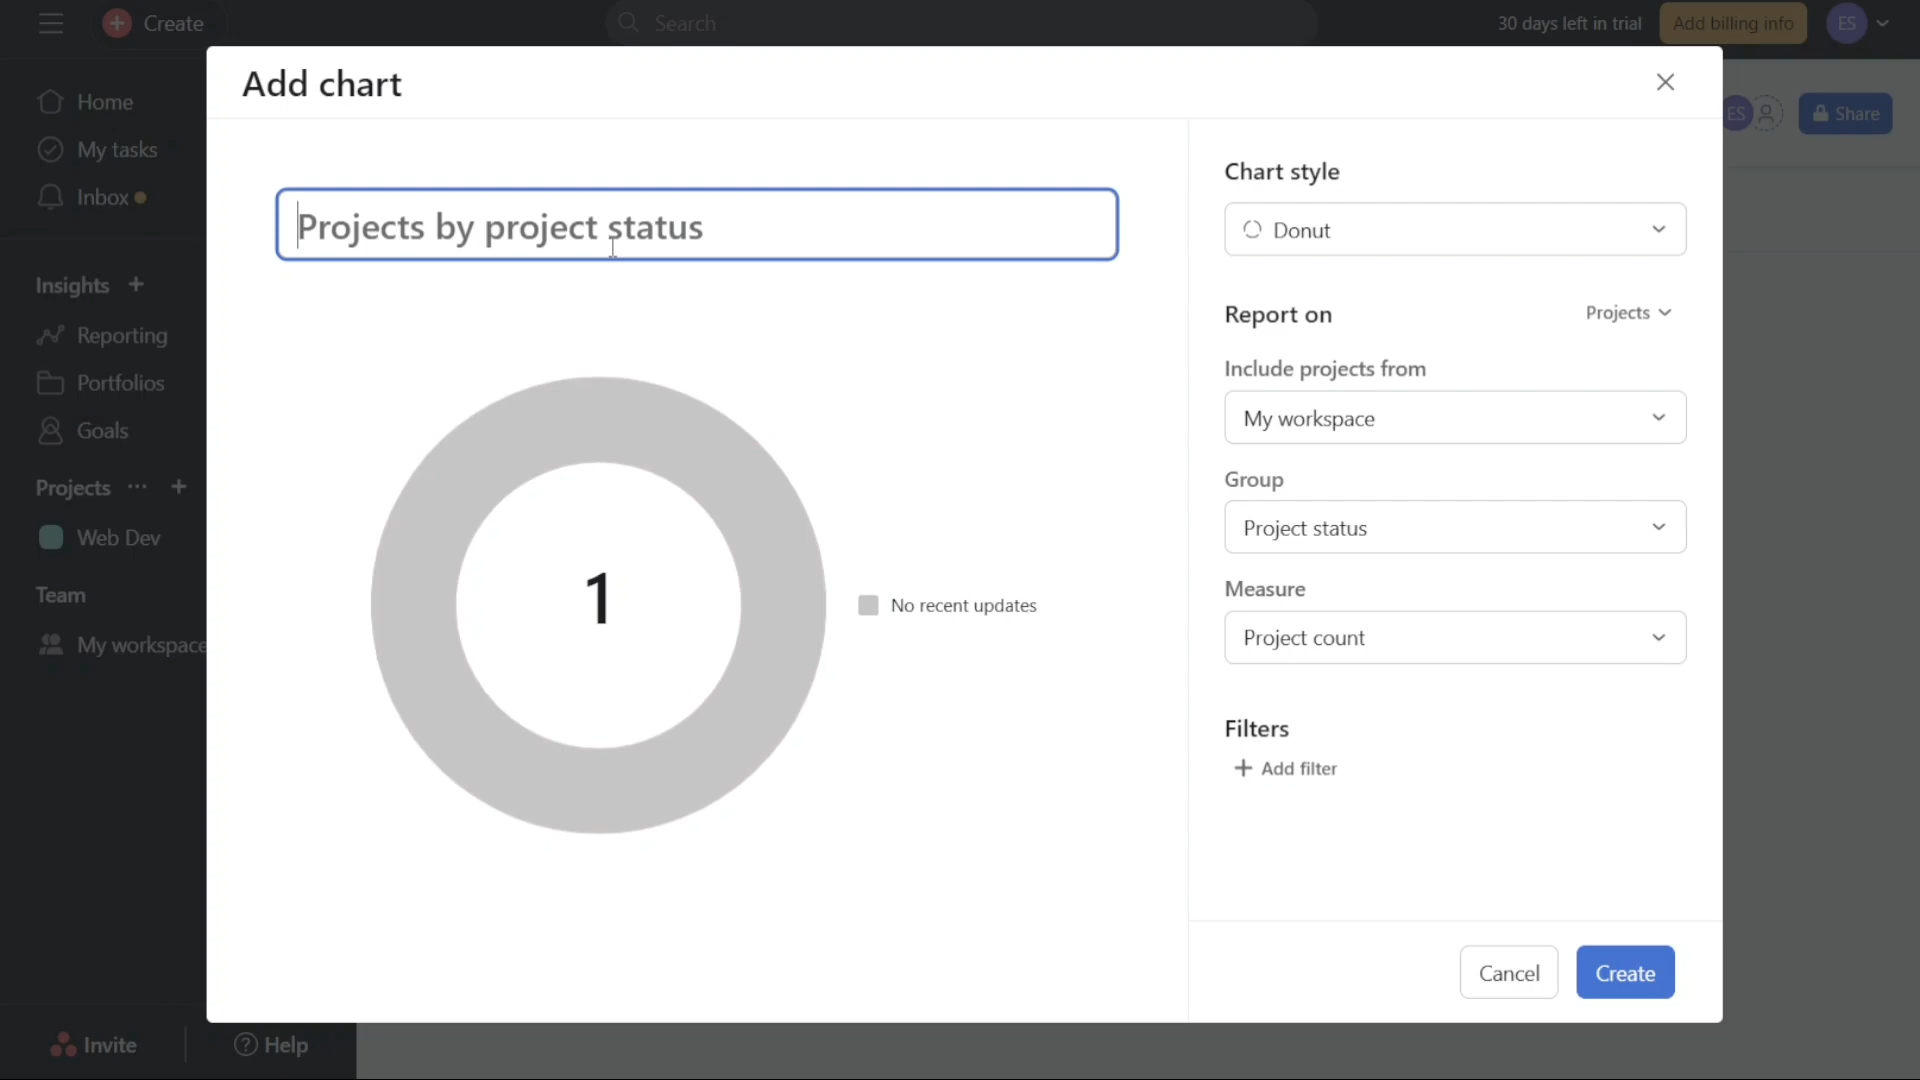 Create
Search
30 days left in trial
Add billing info
ES
Add chart
Home
My tasks
Inbox
ES
Share
Projects by project status
Chart style
Donut
Insights
Reporting
Portfolios
Goals
Report on
Projects
Include projects from
My workspace
Projects
Web Dev
Team
My workspace
Group
Project status
1
No recent updates
Measure
Project count
Filters
Add filter
Cancel
Create
Invite
Help